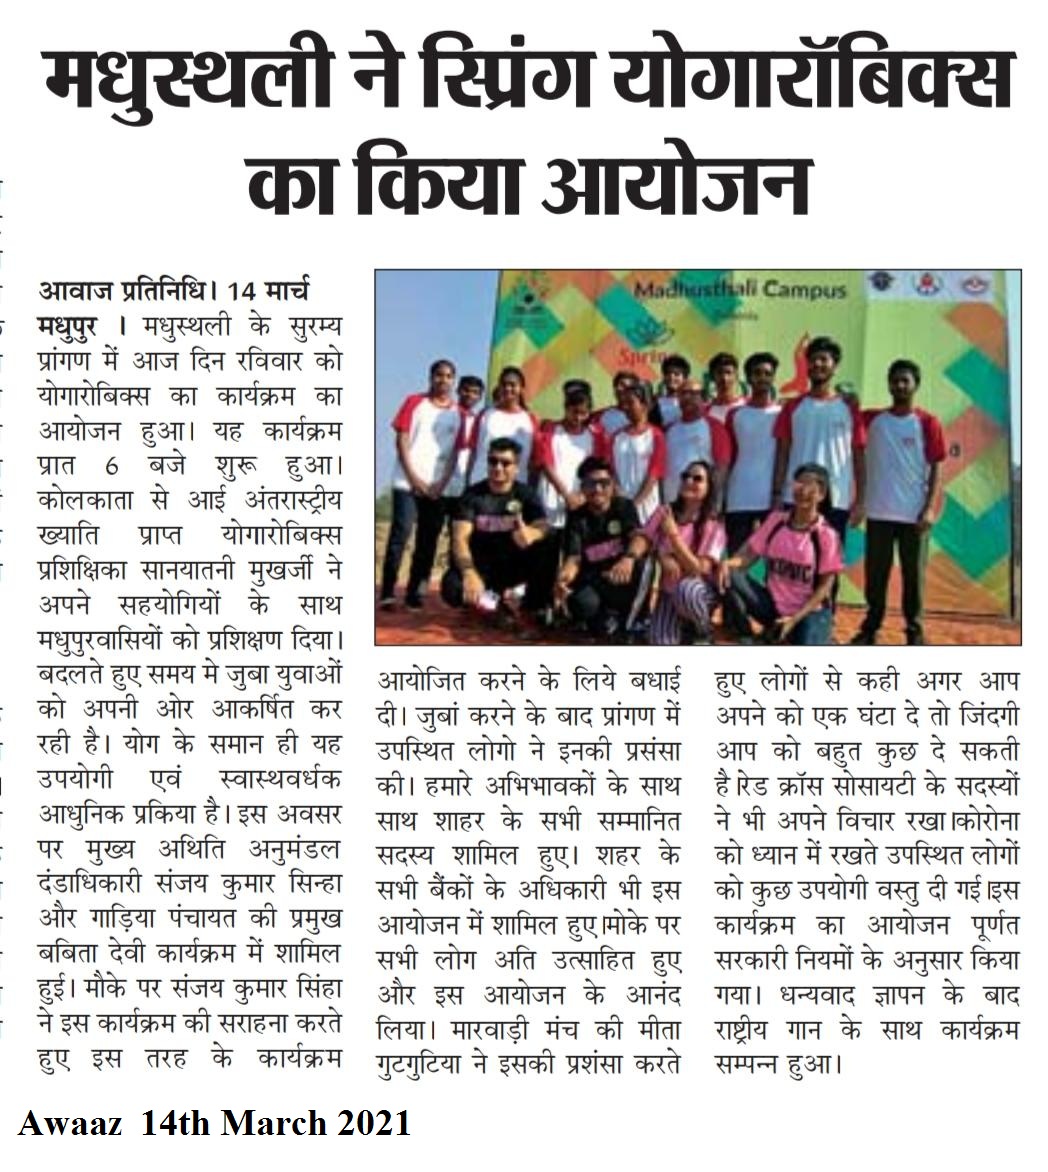 मधुस्थली ने स्प्रिंग योगारॉबिक्स
का किया आयोजन
आवाज प्रतिनिधि। 14 मार्च
मधुपुर । मधुस्थली के सुरम्य
प्रांगण में आज दिन रविवार को
योगारोबिक्स का कार्यक्रम का
आयोजन हुआ। यह कार्यक्रम
प्रात 6 बजे शुरू हुआ।
कोलकाता से आई अंतरास्ट्रीय
ख्याति प्राप्त योगारोबिक्स
प्रशिक्षिका सानयातनी मुखर्जी ने
अपने सहयोगियों के साथ
मधुपुरवासियों को प्रशिक्षण दिया।
बदलते हुए समय मे जुबा युवाओं
को अपनी ओर आकर्षित कर
रही है। योग के समान ही यह
उपयोगी एवं स्वास्थवर्धक
आधुनिक प्रकिया है। इस अवसर
पर मुख्य अथिति अनुमंडल
दंडाधिकारी संजय कुमार सिन्हा
और गाड़िया पंचायत की प्रमुख
बबिता देवी कार्यक्रम में शामिल
हुई। मौके पर संजय कुमार सिंहा
ने इस कार्यक्रम की सराहना करते
हुए इस तरह के कार्यक्रम
Madhusthali Campus
Spring
आयोजित करने के लिये बधाई
दी। जुबां करने के बाद प्रांगण में
उपस्थित लोगो ने इनकी प्रसंसा
की। हमारे अभिभावकों के साथ
साथ शाहर के सभी सम्मानित
सदस्य शामिल हुए। शहर के
सभी बैंकों के अधिकारी भी इस
आयोजन में शामिल हुए।मोके पर
सभी लोग अति उत्साहित हुए
और इस आयोजन के आनंद
लिया। मारवाड़ी मंच की मीता
गुटगुटिया ने इसकी प्रशंसा करते
हुए लोगों से कही अगर आप
अपने को एक घंटा दे तो जिंदगी
आप को बहुत कुछ दे सकती
है।रेड क्रॉस सोसायटी के सदस्यों
ने भी अपने विचार रखा।कोरोना
को ध्यान में रखते उपस्थित लोगों
को कुछ उपयोगी वस्तु दी गई।इस
कार्यक्रम का आयोजन पूर्णत
सरकारी नियमों के अनुसार किया
गया। धन्यवाद ज्ञापन के बाद
राष्ट्रीय गान के साथ कार्यक्रम
सम्पन्न हुआ।
Awaaz 14th March 2021